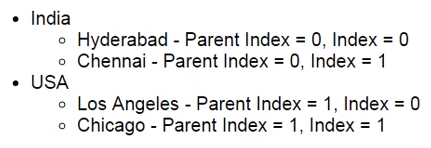 India
Hyderabad - Parent Index = 0, Index = 0
Chennai - Parent Index = 0, Index = 1
USA
Los Angeles - Parent Index = 1, Index = 0
Chicago - Parent Index = 1, Index = 1